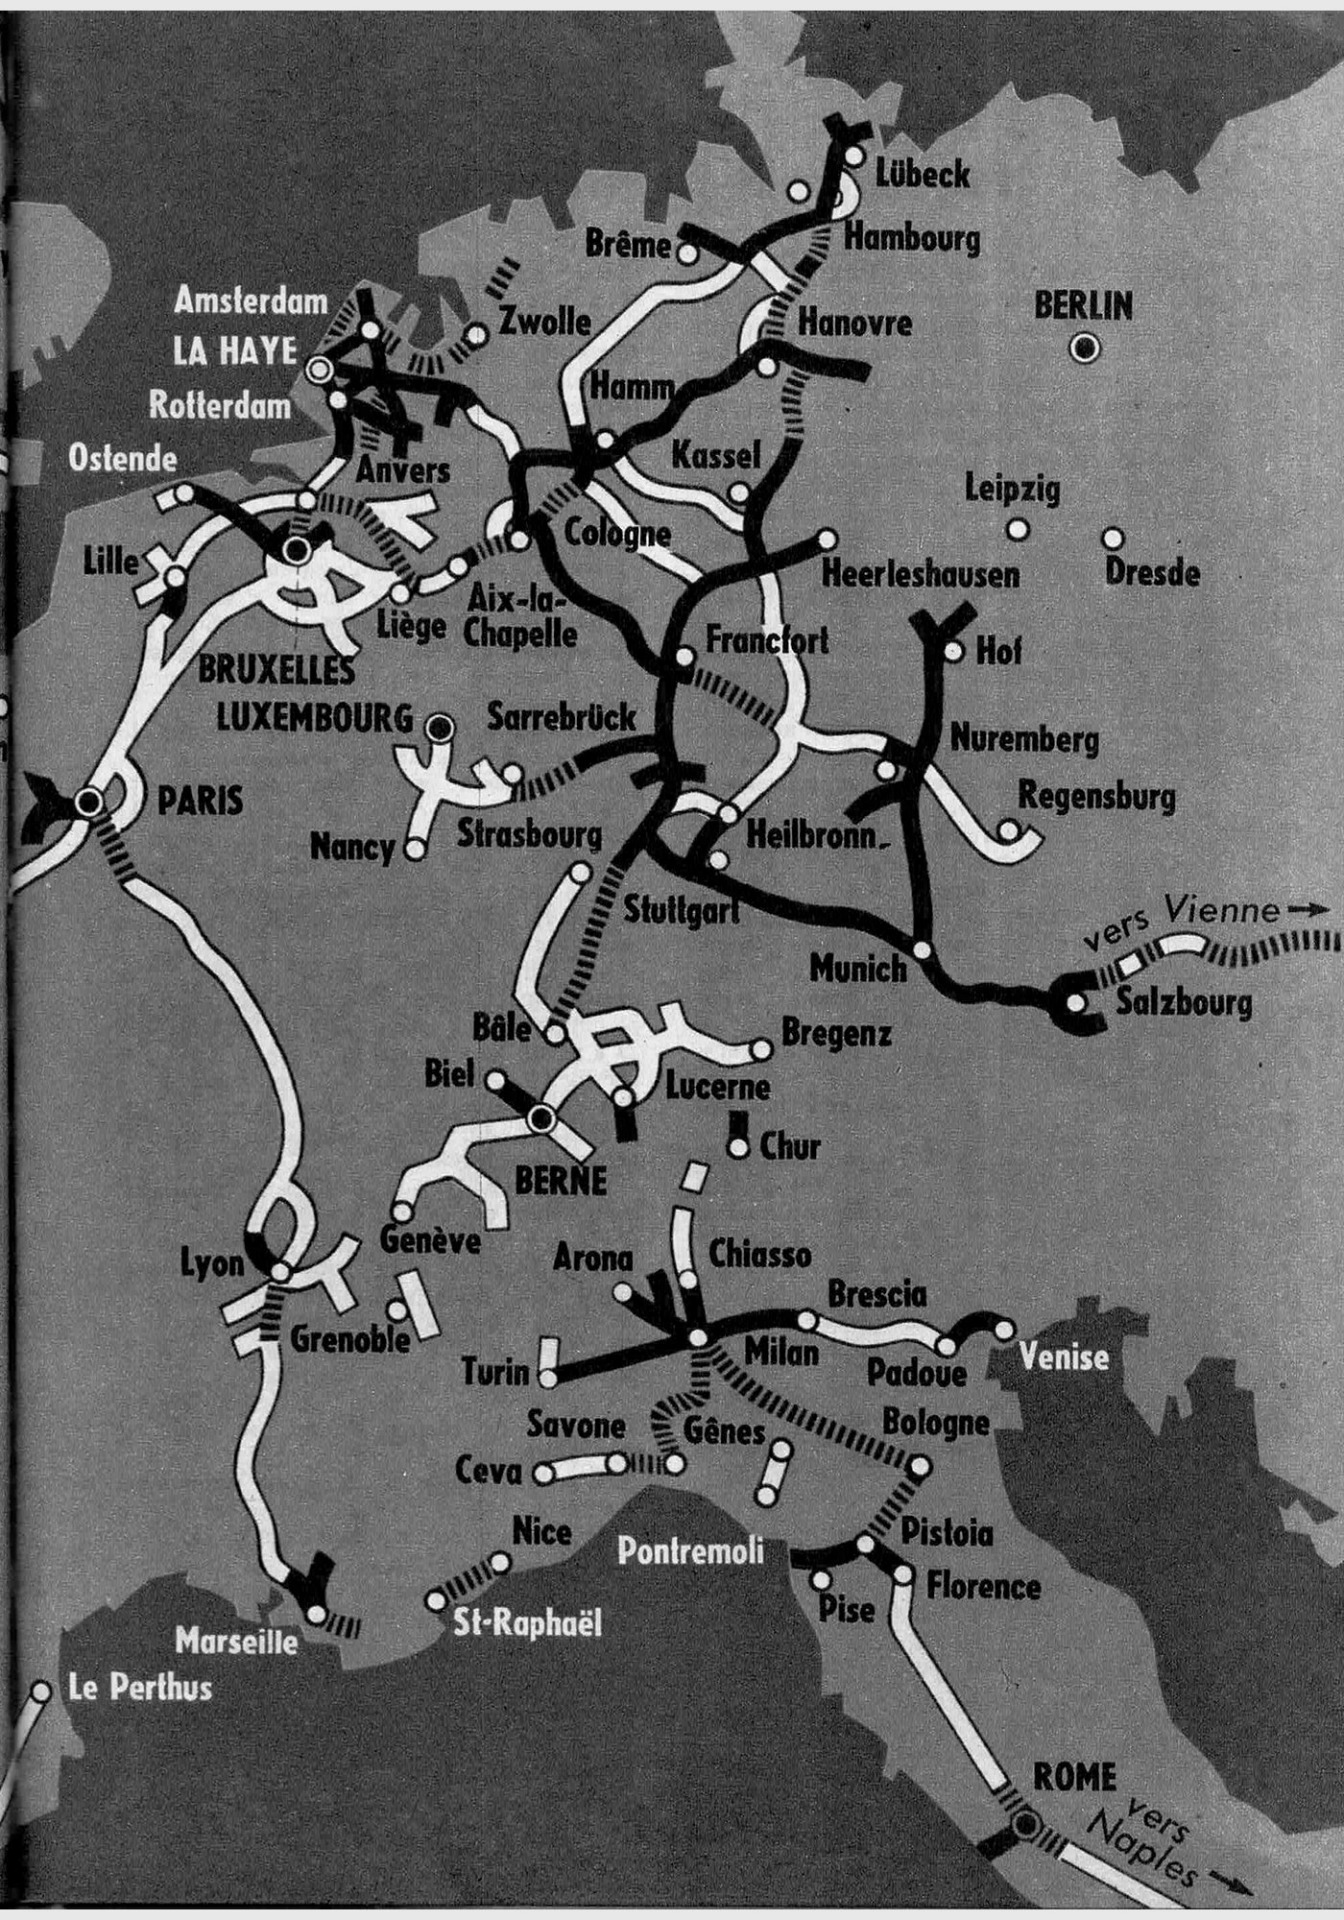 Lübeck
Hambourg
Brême
Amsterdam
Zwolle
Hanovre
BERLIN
LA HAYE
Hamm
Rotterdam
Ostende
Anvers
Kassel
Leipzig
Cologne
Lille
Heerleshausen
Dresde
Aix-la-
Chapelle
Liège
Francfort
Hof
BRUXELLES
LUXEMBOURG
Sarrebrück
Nuremberg
PARIS
Regensburg
Nancy
Strasbourg
Heilbronn
Stuttgart
vers Vienne
Munich
Salzbourg
Bâle
Bregenz
Biel
Lucerne
Chur
BERNE
Genève
Lyon
Arona
Chiasso
Brescia
Grenoble
Milan
Venise
Turin
Padoue
Savone
Gênes
Bologne
Ceva
Nice
Pontremoli
Pistoia
Florence
Pise
St-Raphaël
Marseille
Le Perthus
ROME
vers
Naples